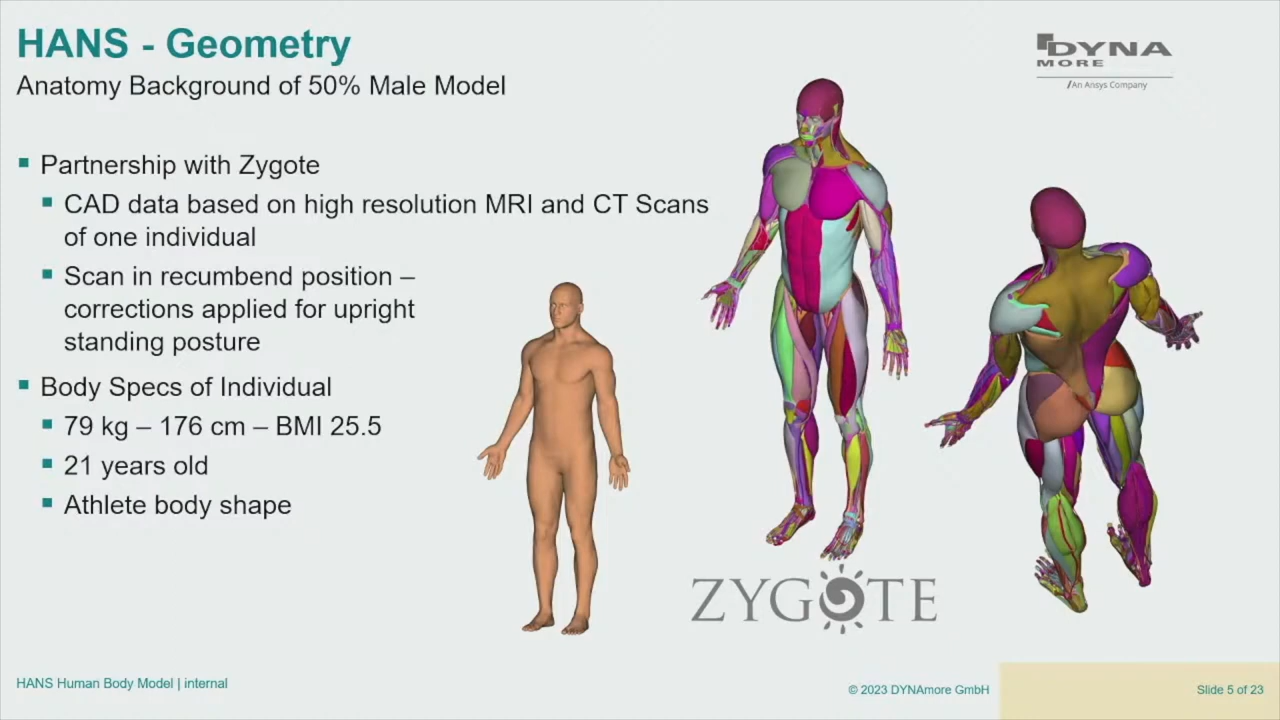 HANS - Geometry
Anatomy Background of 50% Male Model
DYNA
MORE
/An Ansys Company
Partnership with Zygote
CAD data based on high resolution MRI and CT Scans
of one individual
Scan in recumbend position –
corrections applied for upright
standing posture
Body Specs of Individual
79 kg – 176 cm – BMI 25.5
21 years old
Athlete body shape
ZYGOTE
HANS Human Body Model | internal
© 2023 DYNAmore GmbH
Slide 5 of 23